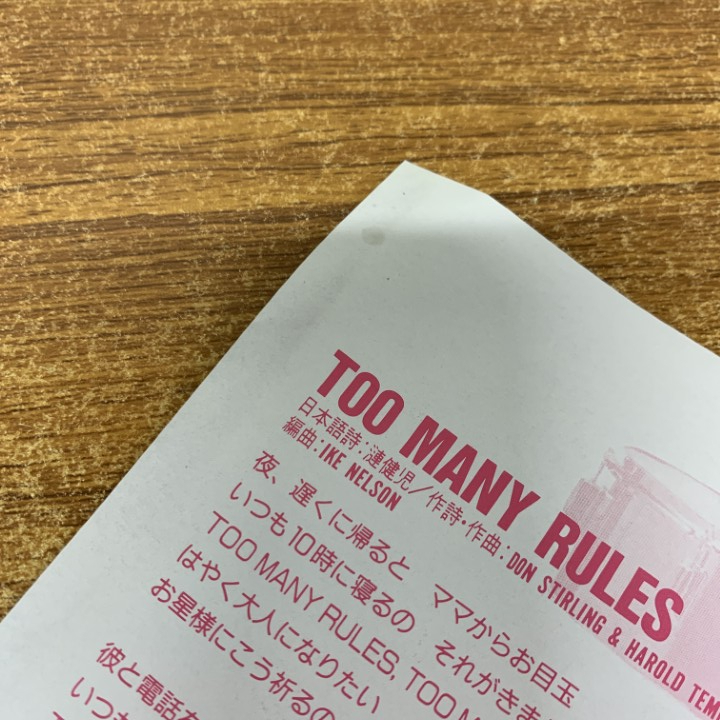 TOO MANY RULES
日本語詩:漣健児/作詩・作曲:DON STIRLING & HAROLD TEM
編曲:IKE NELSON
夜、遅くに帰ると ママからお目玉
いつも10時に寝るの それがきま
TOO MANY RULES, TOO M
はやく大人になりたい
お星様にこう祈るの
彼と電話を
いつも